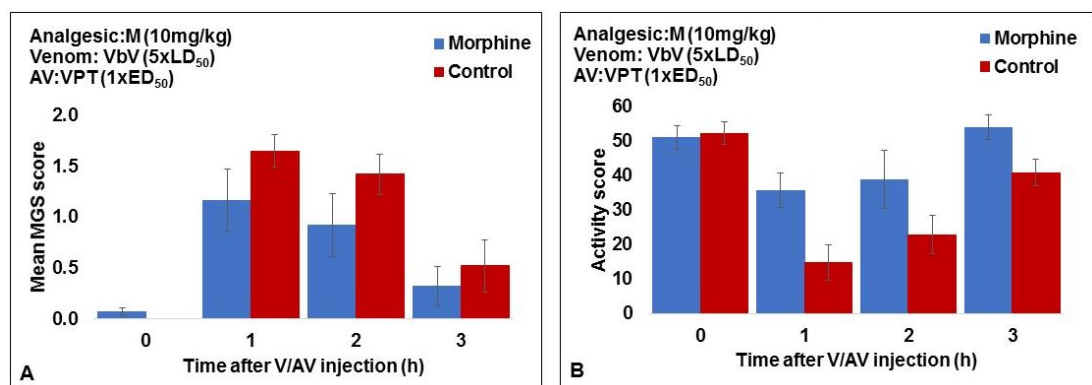 Analgesic:M (10mg/kg)
Venom: VbV (5xLD50)
AV:VPT (1xED50)
Morphine
Control
Mean MGS score
2.0
1.5
1.0
0.5
0.0
0 1 2 3
Time after V/AV injection (h)
A
Analgesic:M (10mg/kg)
Venom: VbV (5xLD50)
AV:VPT (1xED50)
Morphine
Control
Activity score
60
50
40
30
20
10
0
0 1 2 3
Time after V/AV injection (h)
B